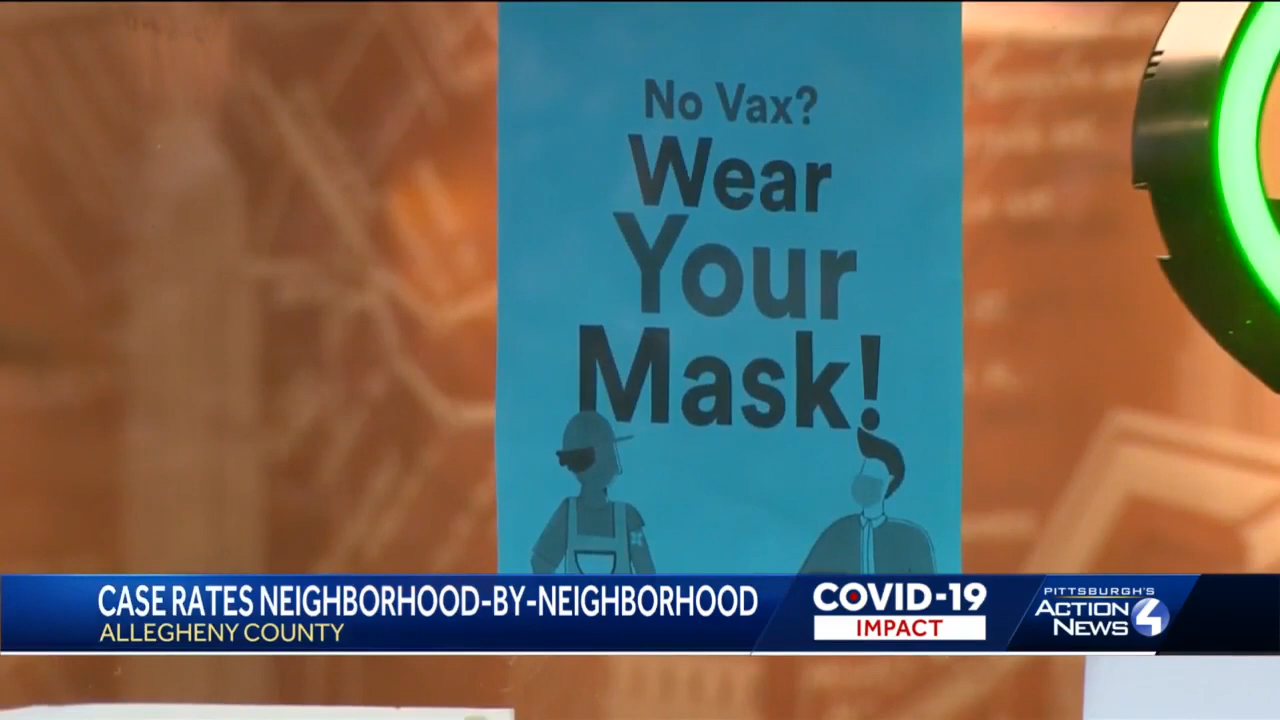 No Vax?
Wear
Your
Mask!
CASE RATES NEIGHBORHOOD-BY-NEIGHBORHOOD
ALLEGHENY COUNTY
COVID-19
IMPACT
PITTSBURGH'S
ACTION
NEWS 4